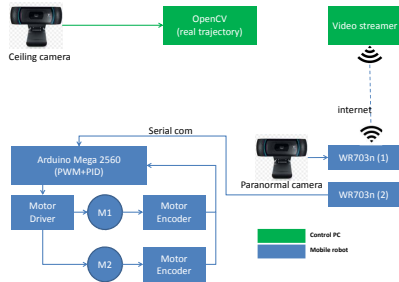 Ceiling camera
OpenCV
(real trajectory)
Video streamer
internet
Serial com
Arduino Mega 2560
(PWM+PID)
Paranormal camera
WR703n (1)
WR703n (2)
Motor
Driver
M1
Motor
Encoder
M2
Motor
Encoder
Control PC
Mobile robot